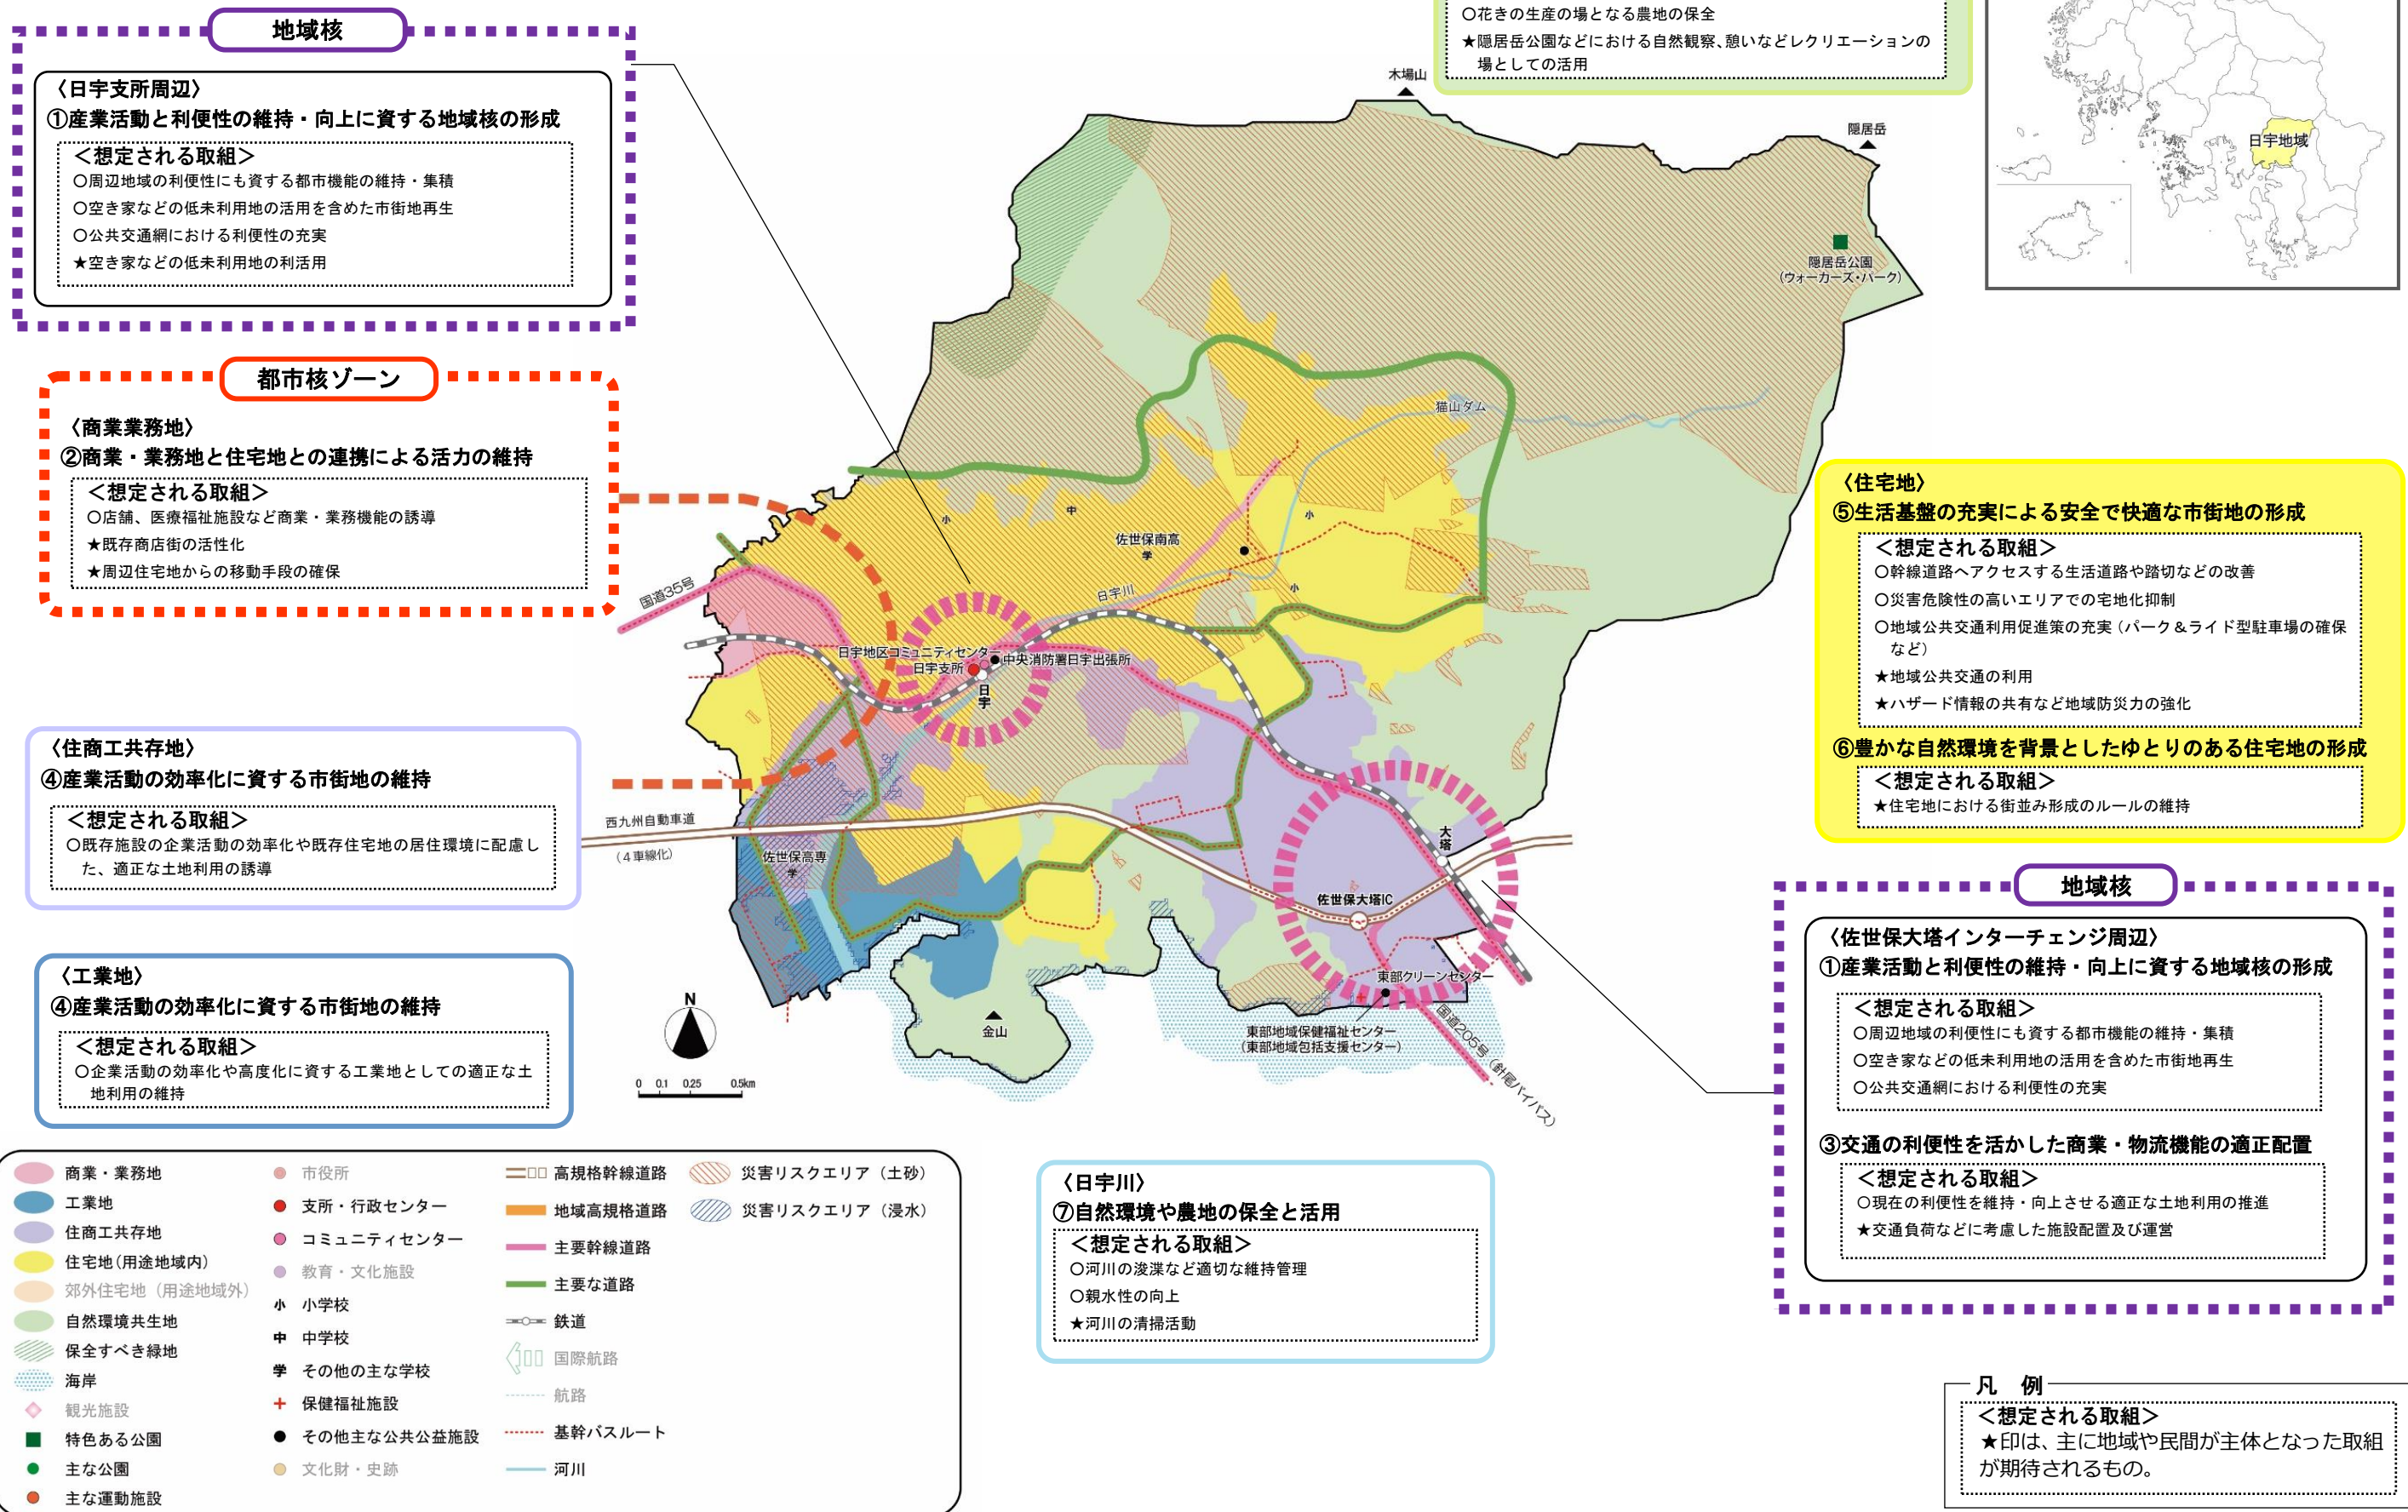 地域核
〈日宇支所周辺〉
①産業活動と利便性の維持・向上に資する地域核の形成
＜想定される取組＞
○周辺地域の利便性にも資する都市機能の維持・集積
○空き家などの低未利用地の活用を含めた市街地再生
○公共交通網における利便性の充実
★空き家などの低未利用地の利活用
都市核ゾーン
〈商業業務地〉
②商業・業務地と住宅地との連携による活力の維持
＜想定される取組＞
○店舗、医療福祉施設など商業・業務機能の誘導
★既存商店街の活性化
★周辺住宅地からの移動手段の確保
〈住商工共存地〉
④産業活動の効率化に資する市街地の維持
＜想定される取組＞
○既存施設の企業活動の効率化や既存住宅地の居住環境に配慮し
た、適正な土地利用の誘導
〈工業地〉
④産業活動の効率化に資する市街地の維持
＜想定される取組＞
○企業活動の効率化や高度化に資する工業地としての適正な土
地利用の維持
○花きの生産の場となる農地の保全
★隠居岳公園などにおける自然観察、憩いなどレクリエーションの
場としての活用
日宇地域
木場山
隠居岳
隠居岳公園
(ウォーカーズ・パーク)
猫山ダム
小
中
佐世保南高
学
小
小
日宇川
国道35号
日宇地区コミュニティセンター
日宇支所
中央消防署日宇出張所
日宇
西九州自動車道
(4車線化)
佐世保高専
学
大塔
佐世保大塔IC
東部クリーンセンター
東部地域保健福祉センター
(東部地域包括支援センター)
国道205号 (針尾バイパス)
金山
N
0 0.1 0.25 0.5km
〈住宅地〉
⑤生活基盤の充実による安全で快適な市街地の形成
＜想定される取組＞
○幹線道路へアクセスする生活道路や踏切などの改善
○災害危険性の高いエリアでの宅地化抑制
○地域公共交通利用促進策の充実（パーク＆ライド型駐車場の確保
など）
★地域公共交通の利用
★ハザード情報の共有など地域防災力の強化
⑥豊かな自然環境を背景としたゆとりのある住宅地の形成
＜想定される取組＞
★住宅地における街並み形成のルールの維持
地域核
〈佐世保大塔インターチェンジ周辺〉
①産業活動と利便性の維持・向上に資する地域核の形成
＜想定される取組＞
○周辺地域の利便性にも資する都市機能の維持・集積
○空き家などの低未利用地の活用を含めた市街地再生
○公共交通網における利便性の充実
③交通の利便性を活かした商業・物流機能の適正配置
＜想定される取組＞
○現在の利便性を維持・向上させる適正な土地利用の推進
★交通負荷などに考慮した施設配置及び運営
〈日宇川〉
⑦自然環境や農地の保全と活用
＜想定される取組＞
○河川の浚渫など適切な維持管理
○親水性の向上
★河川の清掃活動
商業・業務地
工業地
住商工共存地
住宅地(用途地域内)
郊外住宅地（用途地域外）
自然環境共生地
保全すべき緑地
海岸
観光施設
特色ある公園
主な公園
主な運動施設
市役所
支所・行政センター
コミュニティセンター
教育・文化施設
小 小学校
中 中学校
学 その他の主な学校
保健福祉施設
その他主な公共公益施設
文化財・史跡
高規格幹線道路
地域高規格道路
主要幹線道路
主要な道路
鉄道
国際航路
航路
基幹バスルート
河川
災害リスクエリア（土砂）
災害リスクエリア（浸水）
凡 例
＜想定される取組＞
★印は、主に地域や民間が主体となった取組
が期待されるもの。